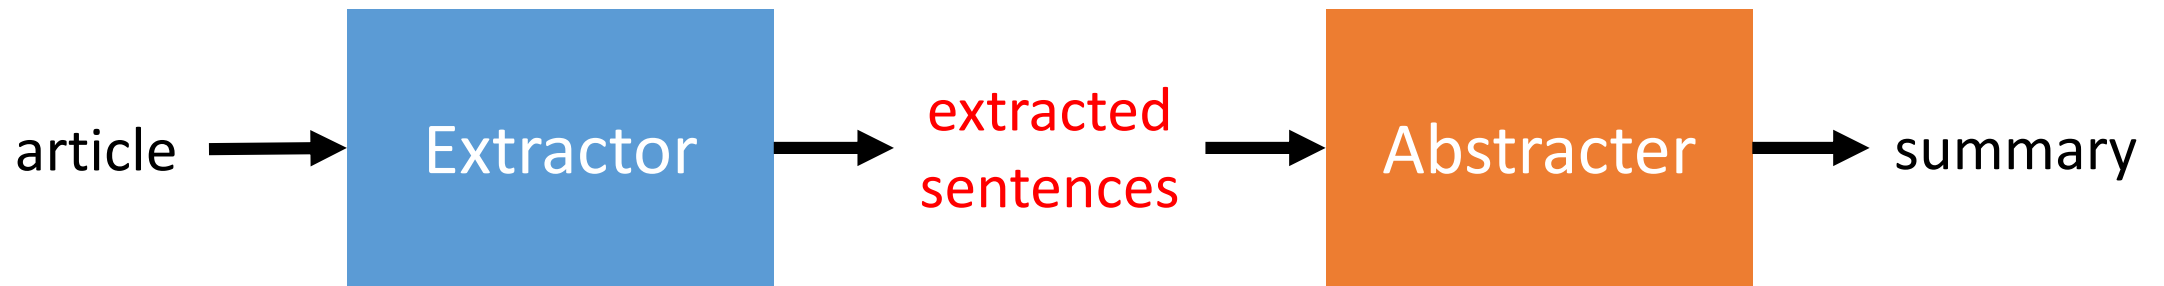 article
Extractor
extracted
sentences
Abstracter
summary